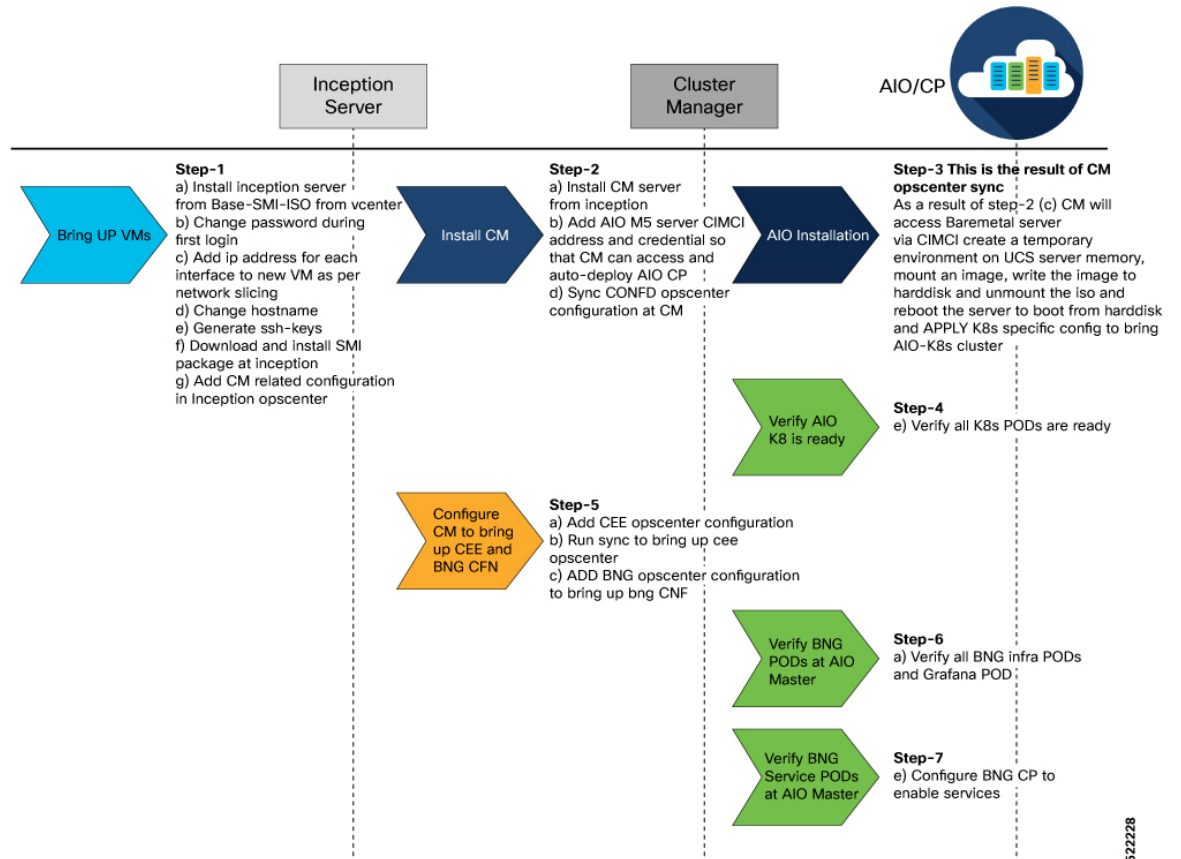 Inception
Server
Cluster
Manager
AIO/CP
Bring UP VMs
Step-1
a) Install inception server
from Base-SMI-ISO from vcenter
b) Change password during
first login
c) Add ip address for each
interface to new VM as per
network slicing
d) Change hostname
e) Generate ssh-keys
f) Download and install SMI
package at inception
g) Add CM related configuration
in Inception opscenter
Install CM
Step-2
a) Install CM server
from inception
b) Add AIO M5 server CIMCI
address and credential so
that CM can access and
auto-deploy AIO CP
d) Sync CONFD opscenter
configuration at CM
AIO Installation
Step-3 This is the result of CM
opscenter sync
As a result of step-2 (c) CM will
access Baremetal server
via CIMCI create a temporary
environment on UCS server memory,
mount an image, write the image to
harddisk and unmount the iso and
reboot the server to boot from harddisk
and APPLY K8s specific config to bring
AIO-K8s cluster
Verify AIO
K8 is ready
Step-4
e) Verify all K8s PODs are ready
Configure
CM to bring
up CEE and
BNG CFN
Step-5
a) Add CEE opscenter configuration
b) Run sync to bring up cee
opscenter
c) ADD BNG opscenter configuration
to bring up bng CNF
Verify BNG
PODs at AIO
Master
Step-6
a) Verify all BNG infra PODs
and Grafana POD
Verify BNG
Service PODs
at AIO Master
Step-7
e) Configure BNG CP to
enable services
522228